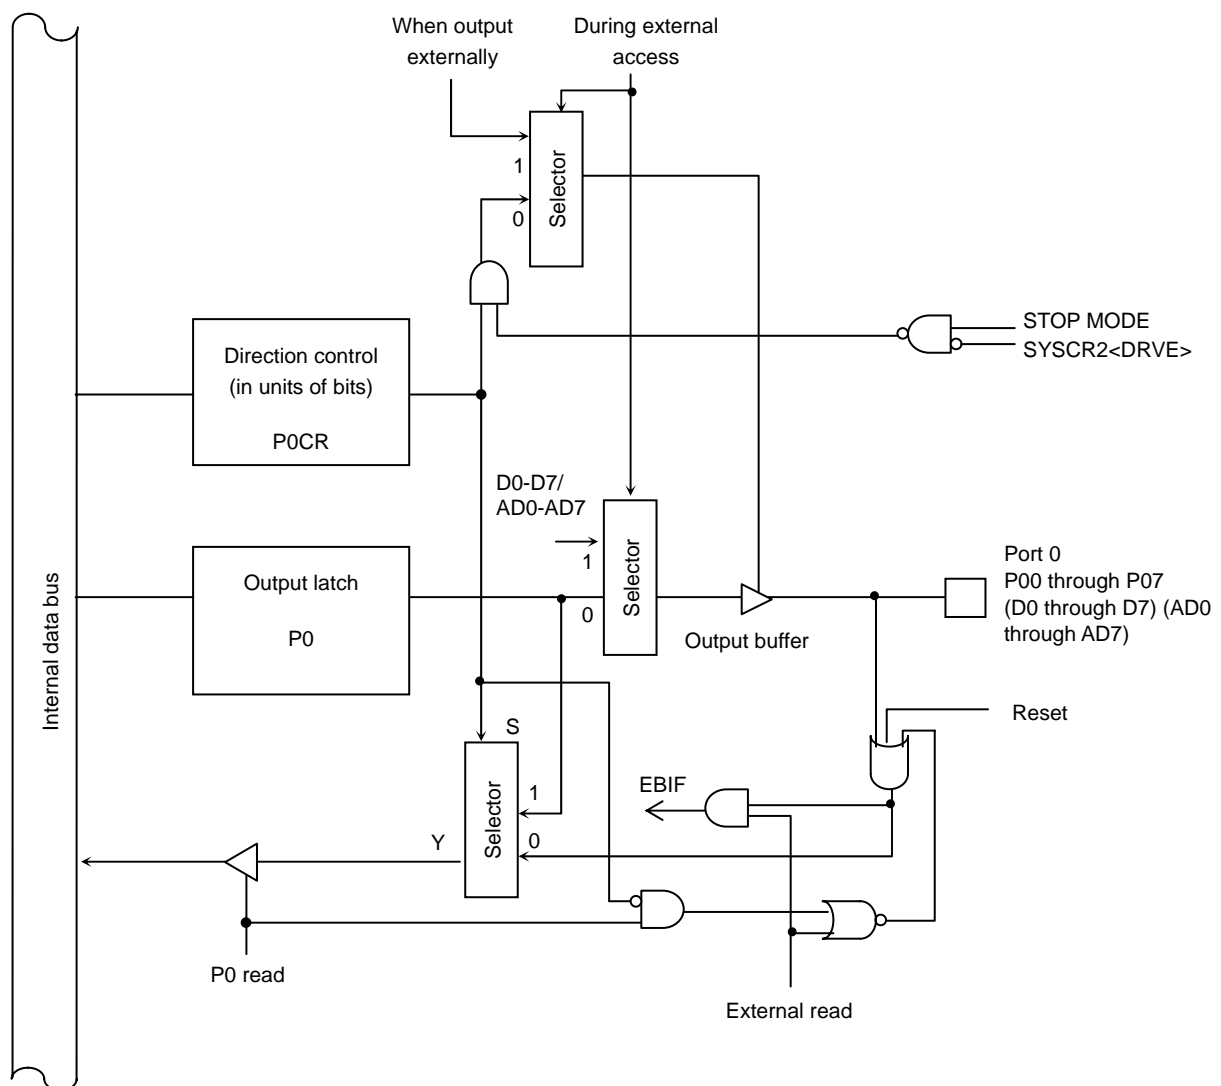 When output
externally
During external
access
1
0
Selector
STOP MODE
SYSCR2<DRVE>
Direction control
(in units of bits)
P0CR
D0-D7/
AD0-AD7
1
0
Selector
Output latch
P0
Output buffer
Port 0
P00 through P07
(D0 through D7) (AD0
through AD7)
Internal data bus
Reset
S
1
0
Selector
Y
EBIF
P0 read
External read